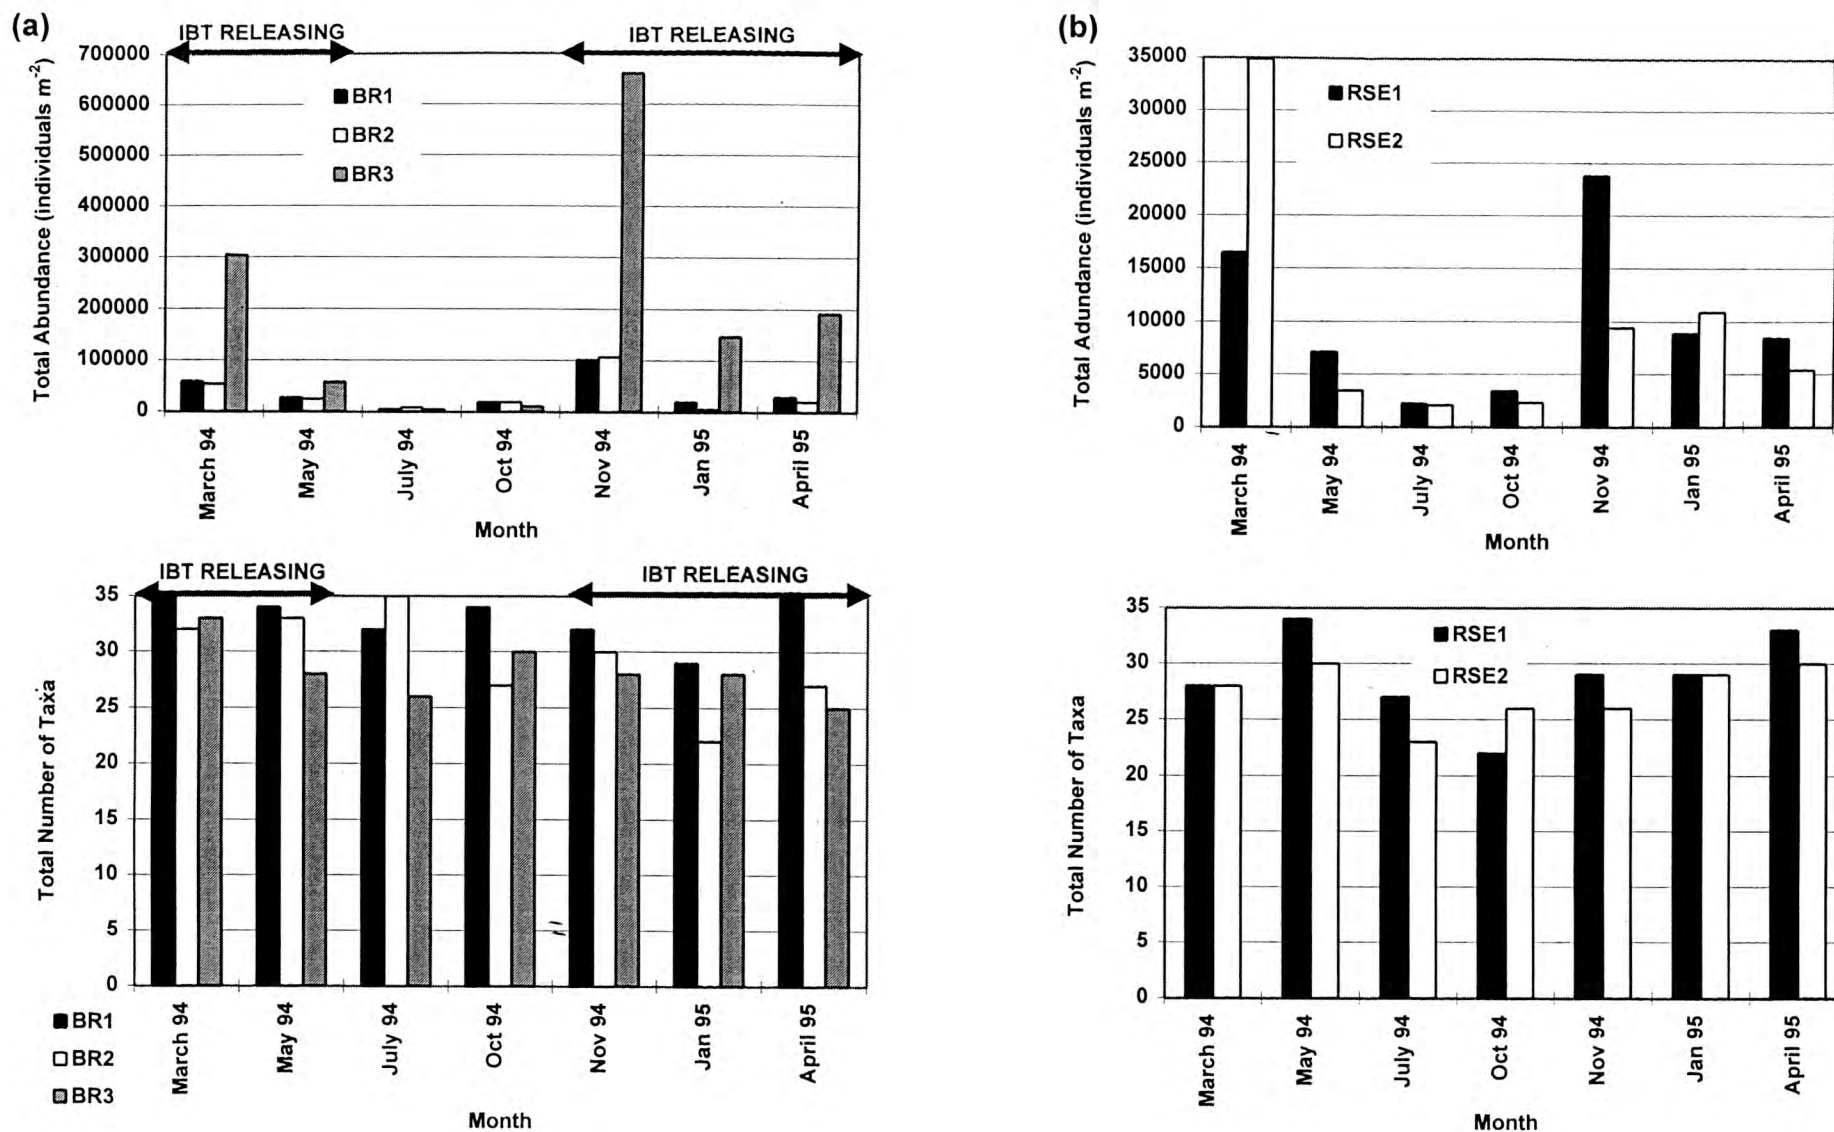 (a)
IBT RELEASING IBT RELEASING
Total Abundance (individuals m-2)
700000
600000
500000
400000
300000
200000
100000
0
BR1
BR2
BR3
March 94 May 94 July 94 Oct 94 Nov 94 Jan 95 April 95
Month
IBT RELEASING IBT RELEASING
Total Number of Taxa
35
30
25
20
15
10
5
0
March 94 May 94 July 94 Oct 94 Nov 94 Jan 95 April 95
BR1
BR2
BR3
Month
(b)
Total Adundance (individuals m-2)
35000
30000
25000
20000
15000
10000
5000
0
RSE1
RSE2
March 94 May 94 July 94 Oct 94 Nov 94 Jan 95 April 95
Month
Total Number of Taxa
35
30
25
20
15
10
5
0
RSE1
RSE2
March 94 May 94 July 94 Oct 94 Nov 94 Jan 95 April 95
Month